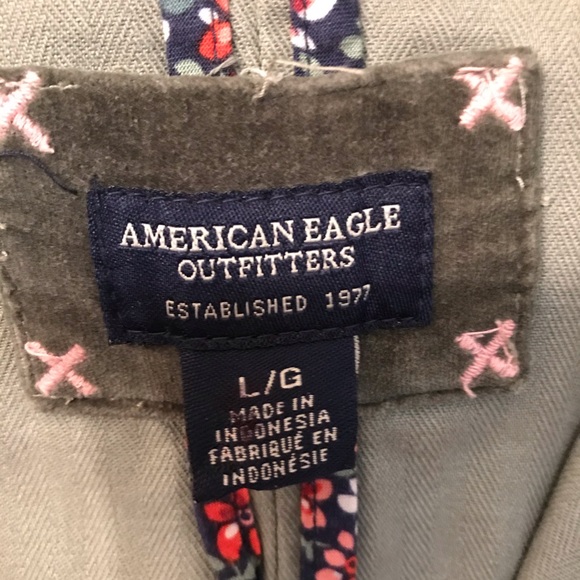 AMERICAN EAGLE
OUTFITTERS
ESTABLISHED 1977
L/G
MADE IN
INDONESIA
FABRIQUÉ EN
INDONÉSIE